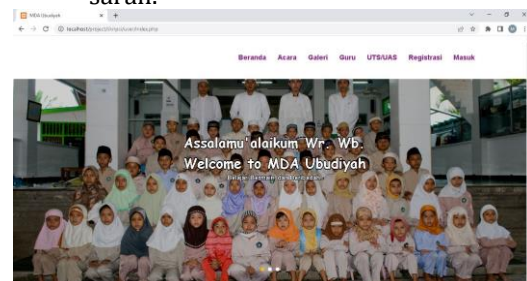 saran.
MDA Ubudiyah
Beranda Acara Galeri Guru UTS/UAS Registrasi Masuk
Assalamu'alaikum Wr. Wb.
Welcome to MDA Ubudiyah